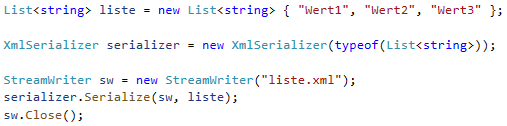 List<string> liste = new List<string> { "Wert1", "Wert2", "Wert3" };
XmlSerializer serializer = new XmlSerializer(typeof(List<string>));
StreamWriter sw = new StreamWriter("liste.xml");
serializer.Serialize(sw, liste);
sw.Close();